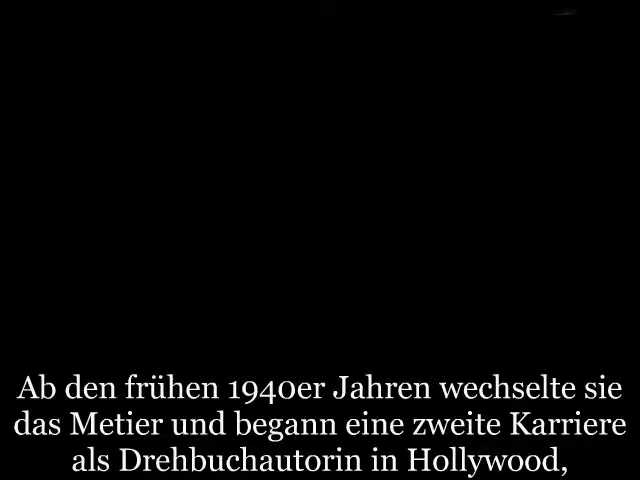 Ab den frühen 1940er Jahren wechselte sie
das Metier und begann eine zweite Karriere
als Drehbuchautorin in Hollywood,